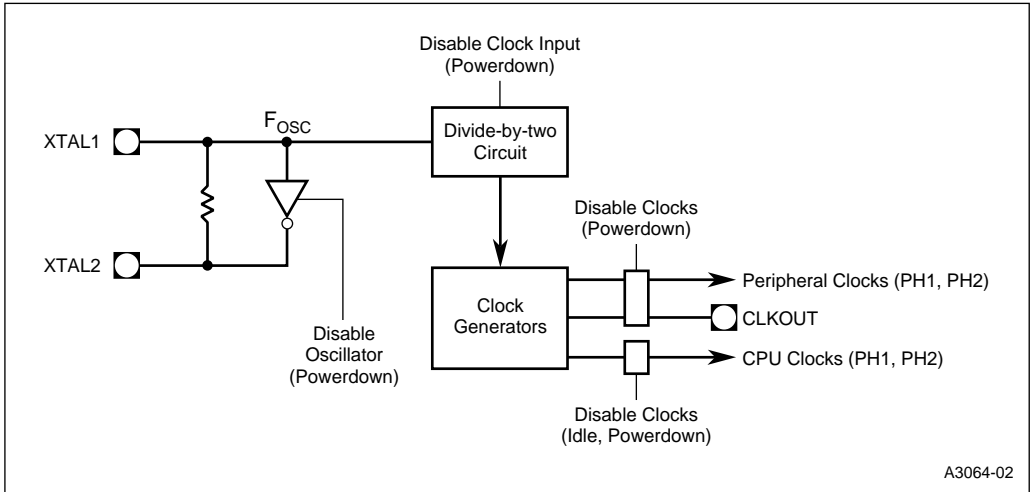 Disable Clock Input
(Powerdown)
XTAL1
FOSC
Divide-by-two
Circuit
Disable Clocks
(Powerdown)
XTAL2
Clock
Generators
Peripheral Clocks (PH1, PH2)
CLKOUT
Disable
Oscillator
(Powerdown)
CPU Clocks (PH1, PH2)
Disable Clocks
(Idle, Powerdown)
A3064-02